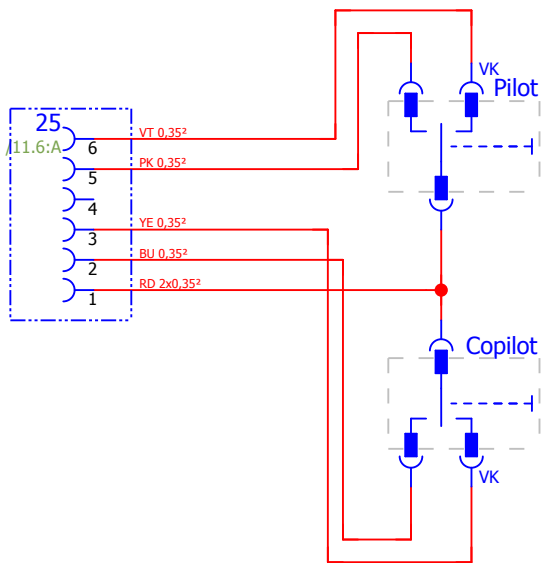 VK
Pilot
25
/11.6:A
6
VT 0,35²
5
PK 0,35²
4
3
YE 0,35²
2
BU 0,35²
1
RD 2x0,35²
Copilot
VK